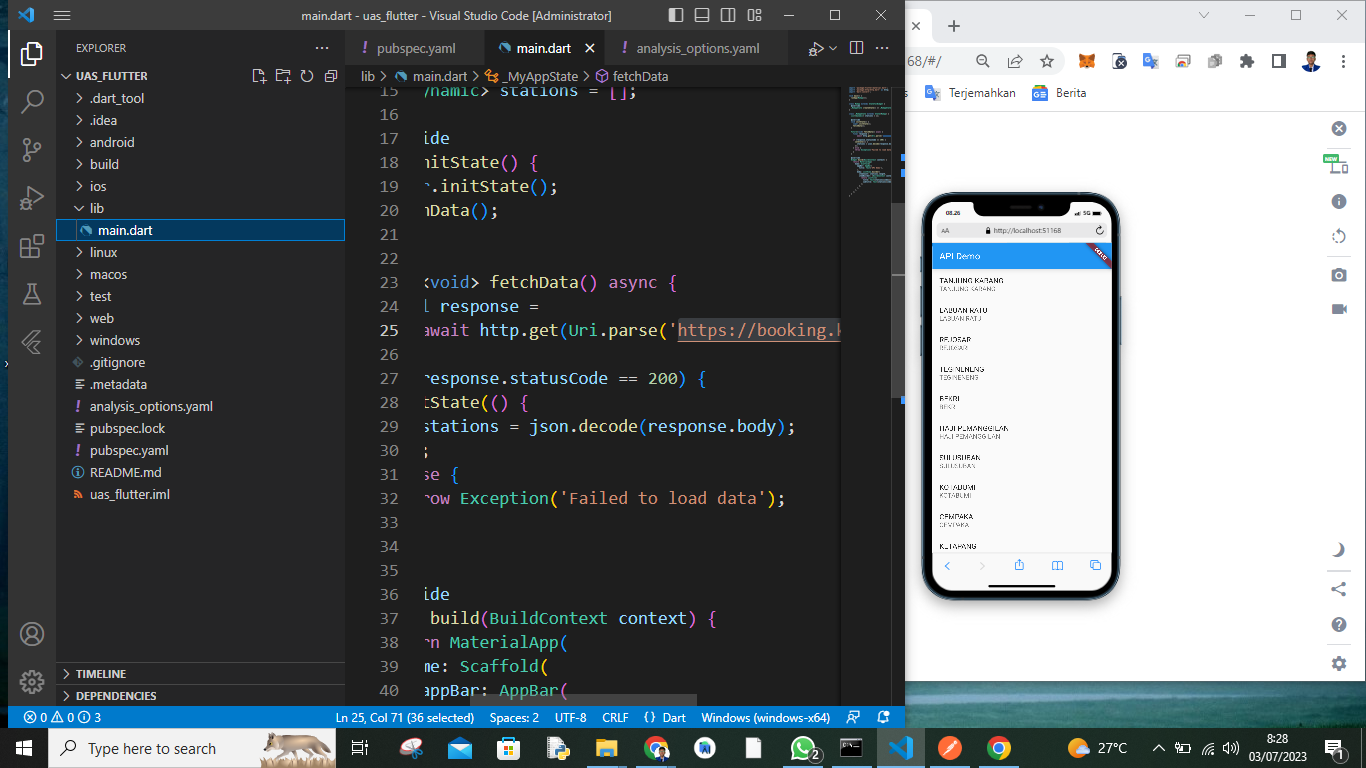 main.dart - uas_flutter - Visual Studio Code [Administrator]
EXPLORER
UAS_FLUTTER
.dart_tool
.idea
android
build
ios
lib
main.dart
linux
macos
test
web
windows
.gitignore
.metadata
analysis_options.yaml
pubspec.lock
pubspec.yaml
README.md
uas_flutter.iml
TIMELINE
DEPENDENCIES
pubspec.yaml
main.dart
analysis_options.yaml
lib > main.dart > _MyAppState > fetchData
15 ynamic> stations = [];
16
17 ide
18 nitState() {
19 r.initState();
20 hData();
21
22
23 <void> fetchData() async {
24 l response =
25 await http.get(Uri.parse('https://booking.k
26
27 response.statusCode == 200) {
28 tState(() {
29 stations = json.decode(response.body);
30 ;
31 se {
32 row Exception('Failed to load data');
33
34
35
36 ide
37 build(BuildContext context) {
38 rn MaterialApp(
39 me: Scaffold(
40 appBar: AppBar(
0 0 3
Ln 25, Col 71 (36 selected)
Spaces: 2
UTF-8
CRLF
{} Dart
Windows (windows-x64)
68/#/
Terjemahkan
Berita
NEW
08.26
5G
AA
http://localhost:51168
API Demo
TANJUNG KARANG
TANJUNG KARANG
LABUAN RATU
LABUAN RATU
REJOSARI
REJOSARI
TEGINENENG
TEGINENENG
BEKRI
BEKRI
HAJI PEMANGGILAN
HAJI PEMANGGILAN
SULUSUBAN
SULUSUBAN
KOTABUMI
KOTABUMI
CEMPAKA
CEMPAKA
KETAPANG
Type here to search
2
27°C
8:28
03/07/2023
1